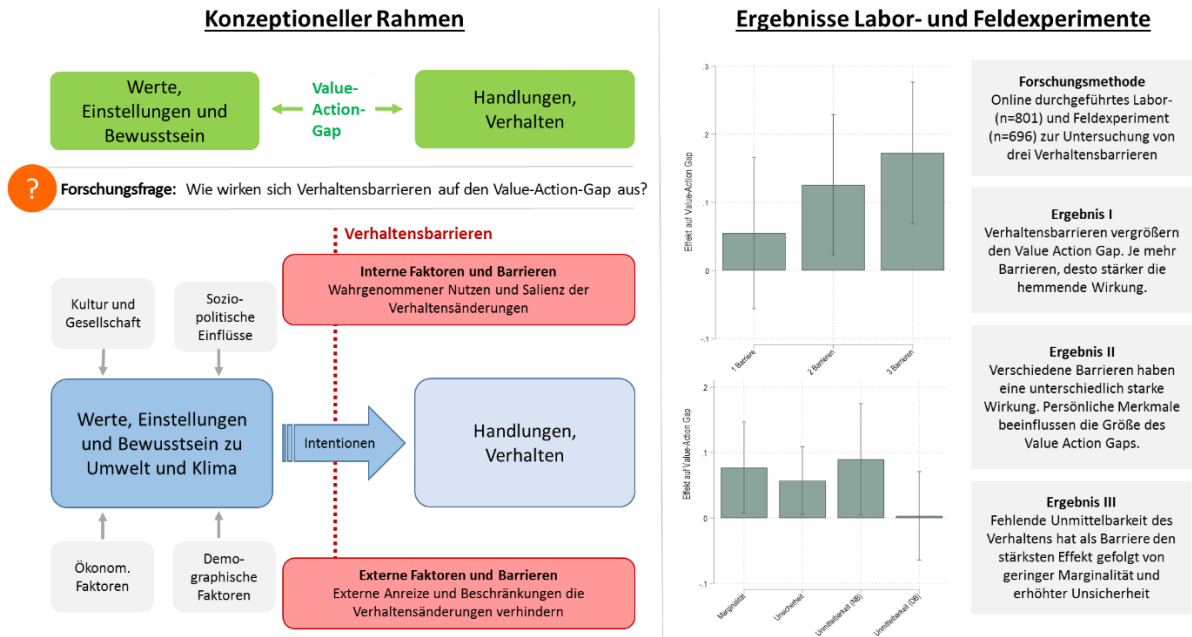 Konzeptioneller Rahmen
Werte,
Einstellungen und
Bewusstsein
Value-
Action-
Gap
Handlungen,
Verhalten
?
Forschungsfrage: Wie wirken sich Verhaltensbarrieren auf den Value-Action-Gap aus?
Verhaltensbarrieren
Interne Faktoren und Barrieren
Wahrgenommener Nutzen und Salienz der
Verhaltensänderungen
Kultur und
Gesellschaft
Sozio-
politische
Einflüsse
Werte, Einstellungen
und Bewusstsein zu
Umwelt und Klima
Intentionen
Handlungen,
Verhalten
Ökonom.
Faktoren
Demo-
graphische
Faktoren
Externe Faktoren und Barrieren
Externe Anreize und Beschränkungen die
Verhaltensänderungen verhindern
Ergebnisse Labor- und Feldexperimente
Effekt auf Value-Action Gap
.3
.2
.1
0
-.1
1 Barriere
2 Barrieren
3 Barrieren
Effekt auf Value-Action Gap
.2
.1
0
-.1
Marginalität
Unsicherheit
Unmittelbarkeit (NB)
Unmittelbarkeit (DB)
Forschungsmethode
Online durchgeführtes Labor-
(n=801) und Feldexperiment
(n=696) zur Untersuchung von
drei Verhaltensbarrieren
Ergebnis I
Verhaltensbarrieren vergrößern
den Value Action Gap. Je mehr
Barrieren, desto stärker die
hemmende Wirkung.
Ergebnis II
Verschiedene Barrieren haben
eine unterschiedlich starke
Wirkung. Persönliche Merkmale
beeinflussen die Größe des
Value Action Gaps.
Ergebnis III
Fehlende Unmittelbarkeit des
Verhaltens hat als Barriere den
stärksten Effekt gefolgt von
geringer Marginalität und
erhöhter Unsicherheit